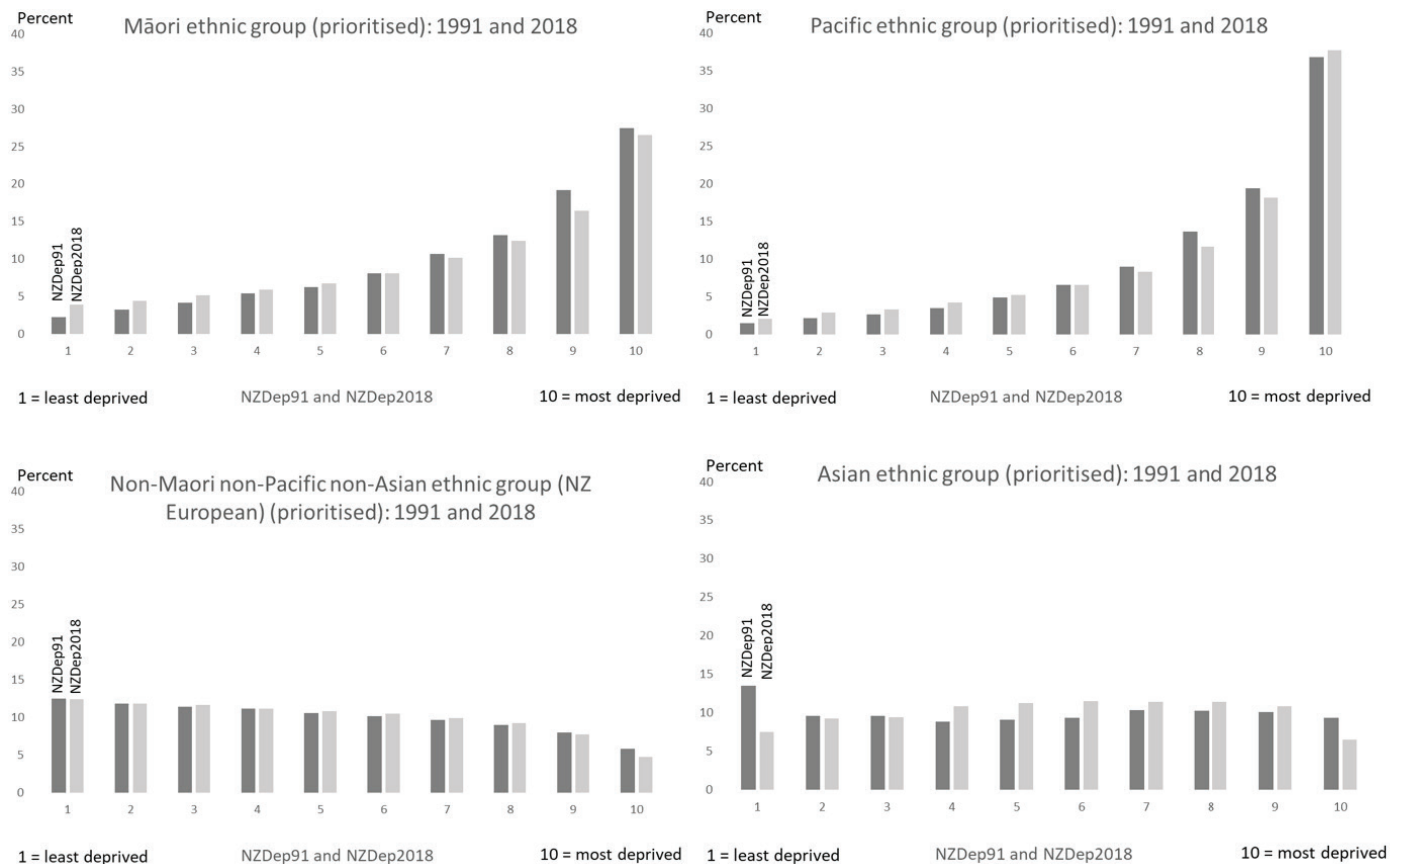 Percent
Māori ethnic group (prioritised): 1991 and 2018
40
35
30
25
20
15
10
5
0
NZDep91
NZDep2018
1 2 3 4 5 6 7 8 9 10
1 = least deprived NZDep91 and NZDep2018 10 = most deprived
Percent
Pacific ethnic group (prioritised): 1991 and 2018
40
35
30
25
20
15
10
5
0
NZDep91
NZDep2018
1 2 3 4 5 6 7 8 9 10
1 = least deprived NZDep91 and NZDep2018 10 = most deprived
Percent
Non-Maori non-Pacific non-Asian ethnic group (NZ
European) (prioritised): 1991 and 2018
40
35
30
25
20
15
10
5
0
NZDep91
NZDep2018
1 2 3 4 5 6 7 8 9 10
1 = least deprived NZDep91 and NZDep2018 10 = most deprived
Percent
Asian ethnic group (prioritised): 1991 and 2018
40
35
30
25
20
15
10
5
0
NZDep91
NZDep2018
1 2 3 4 5 6 7 8 9 10
1 = least deprived NZDep91 and NZDep2018 10 = most deprived